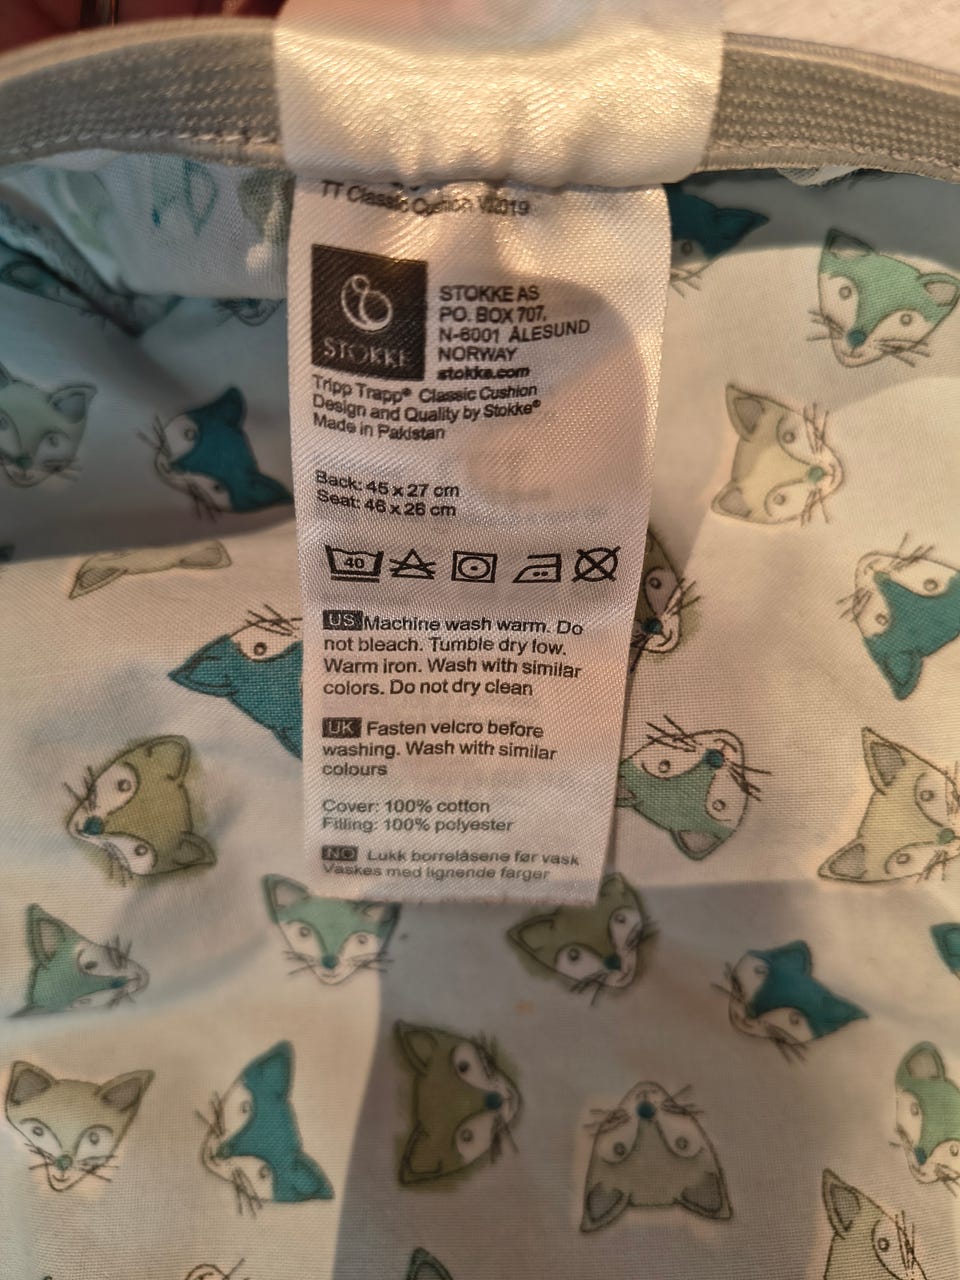 TT Classic Cushion V2019
STOKKE
STOKKE AS
PO. BOX 707,
N-6001 ÅLESUND
NORWAY
stokke.com
Tripp Trapp® Classic Cushion
Design and Quality by Stokke®
Made in Pakistan
Back: 45 x 27 cm
Seat: 46 x 26 cm
40
US Machine wash warm. Do
not bleach. Tumble dry low.
Warm iron. Wash with similar
colors. Do not dry clean
UK Fasten velcro before
washing. Wash with similar
colours
Cover: 100% cotton
Filling: 100% polyester
NO Lukk borrelåsene før vask
Vaskes med lignende farger